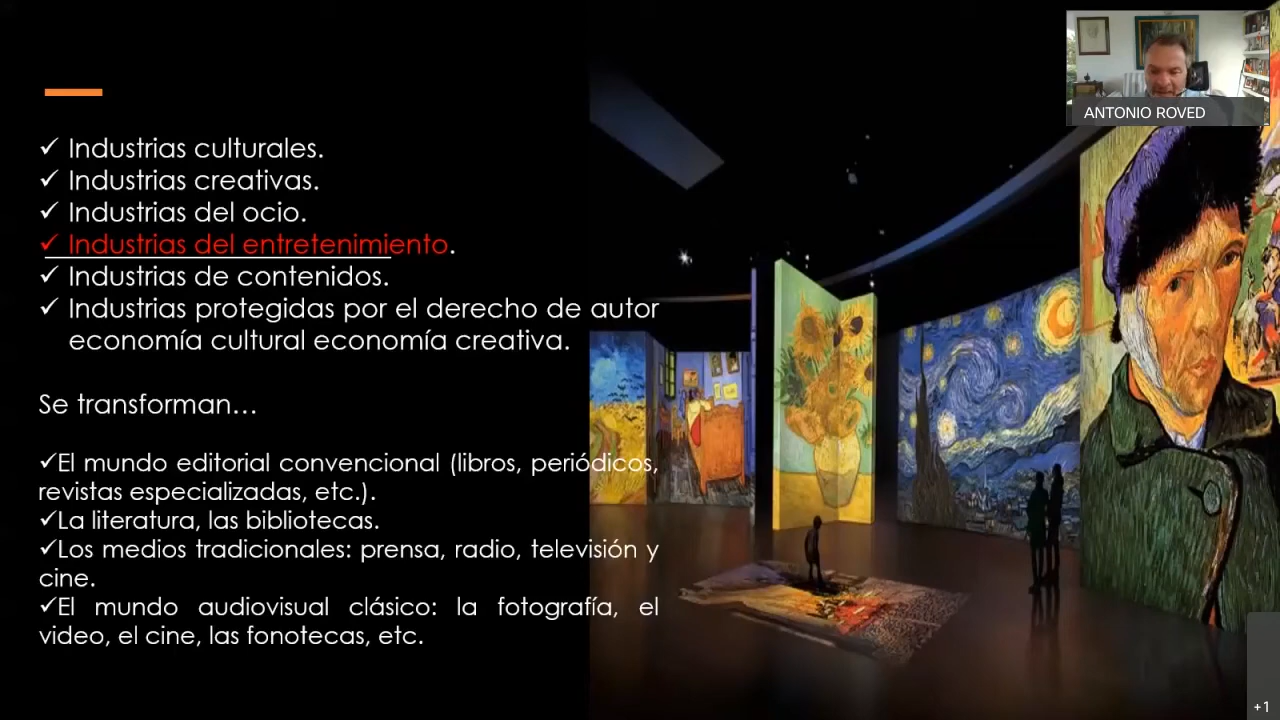 ANTONIO ROVED
✓ Industrias culturales.
✓ Industrias creativas.
✓ Industrias del ocio.
✓ Industrias del entretenimiento.
✓ Industrias de contenidos.
✓ Industrias protegidas por el derecho de autor
economía cultural economía creativa.
Se transforman…
✓El mundo editorial convencional (libros, periódicos,
revistas especializadas, etc.).
✓La literatura, las bibliotecas.
✓Los medios tradicionales: prensa, radio, televisión y
cine.
✓El mundo audiovisual clásico: la fotografía, el
video, el cine, las fonotecas, etc.
+1